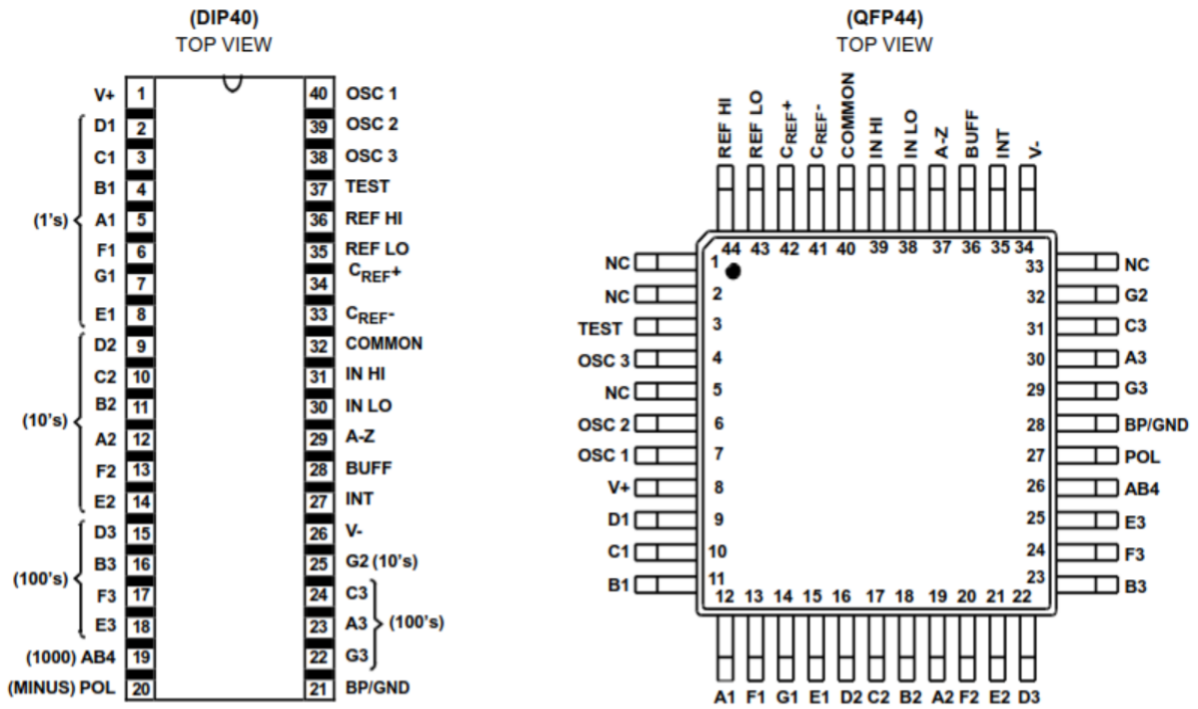 (DIP40)
TOP VIEW
V+ 1 40 OSC 1
D1 2 39 OSC 2
C1 3 38 OSC 3
B1 4 37 TEST
(1's) A1 5 36 REF HI
F1 6 35 REF LO
G1 7 34 CREF+
E1 8 33 CREF-
D2 9 32 COMMON
C2 10 31 IN HI
B2 11 30 IN LO
(10's)
A2 12 29 A-Z
F2 13 28 BUFF
E2 14 27 INT
D3 15 26 V-
B3 16 25 G2 (10's)
(100's)
F3 17 24 C3
E3 18 23 A3 (100's)
(1000) AB4 19 22 G3
(MINUS) POL 20 21 BP/GND
(QFP44)
TOP VIEW
REF HI REF LO CREF+ CREF- COMMON IN HI IN LO A-Z BUFF INT V-
44 43 42 41 40 39 38 37 36 35 34
NC 1 33 NC
NC 2 32 G2
TEST 3 31 C3
OSC 3 4 30 A3
NC 5 29 G3
OSC 2 6 28 BP/GND
OSC 1 7 27 POL
V+ 8 26 AB4
D1 9 25 E3
C1 10 24 F3
B1 11 23 B3
12 13 14 15 16 17 18 19 20 21 22
A1 F1 G1 E1 D2 C2 B2 A2 F2 E2 D3